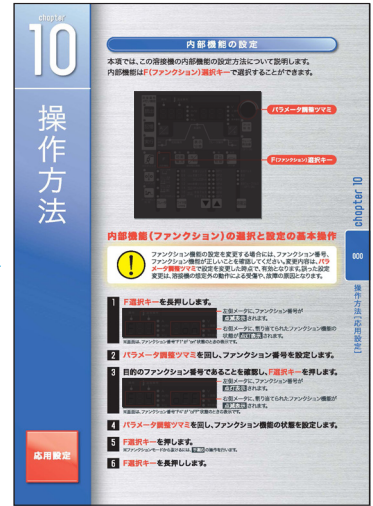 chapter
10
操作方法
応用設定
内部機能の設定
本項では、この溶接機の内部機能の設定方法について説明します。
内部機能はF(ファンクション)選択キーで選択することができます。
パラメータ調整ツマミ
F(ファンクション)選択キー
内部機能(ファンクション)の選択と設定の基本操作
ファンクション機能の設定を変更する場合には、ファンクション番号、
ファンクション機能が正しいことを確認してください。変更内容は、パラ
メータ調整ツマミで設定を変更した時点で、有効となります。誤った設定
変更は、溶接機の想定外の動作による受傷や、故障の原因となります。
1 F選択キーを長押しします。
左側メータに、ファンクション番号が
点滅表示されます。
右側メータに、割り当てられたファンクション機能の
状態が点灯表示されます。
2 パラメータ調整ツマミを回し、ファンクション番号を設定します。
3 目的のファンクション番号であることを確認し、F選択キーを押します。
左側メータに、ファンクション番号が
点灯表示されます。
右側メータに、割り当てられたファンクション機能が
点滅表示されます。
4 パラメータ調整ツマミを回し、ファンクション機能の状態を設定します。
5 F選択キーを押します。
6 F選択キーを長押しします。
chapter 10
000
操作方法[応用設定]